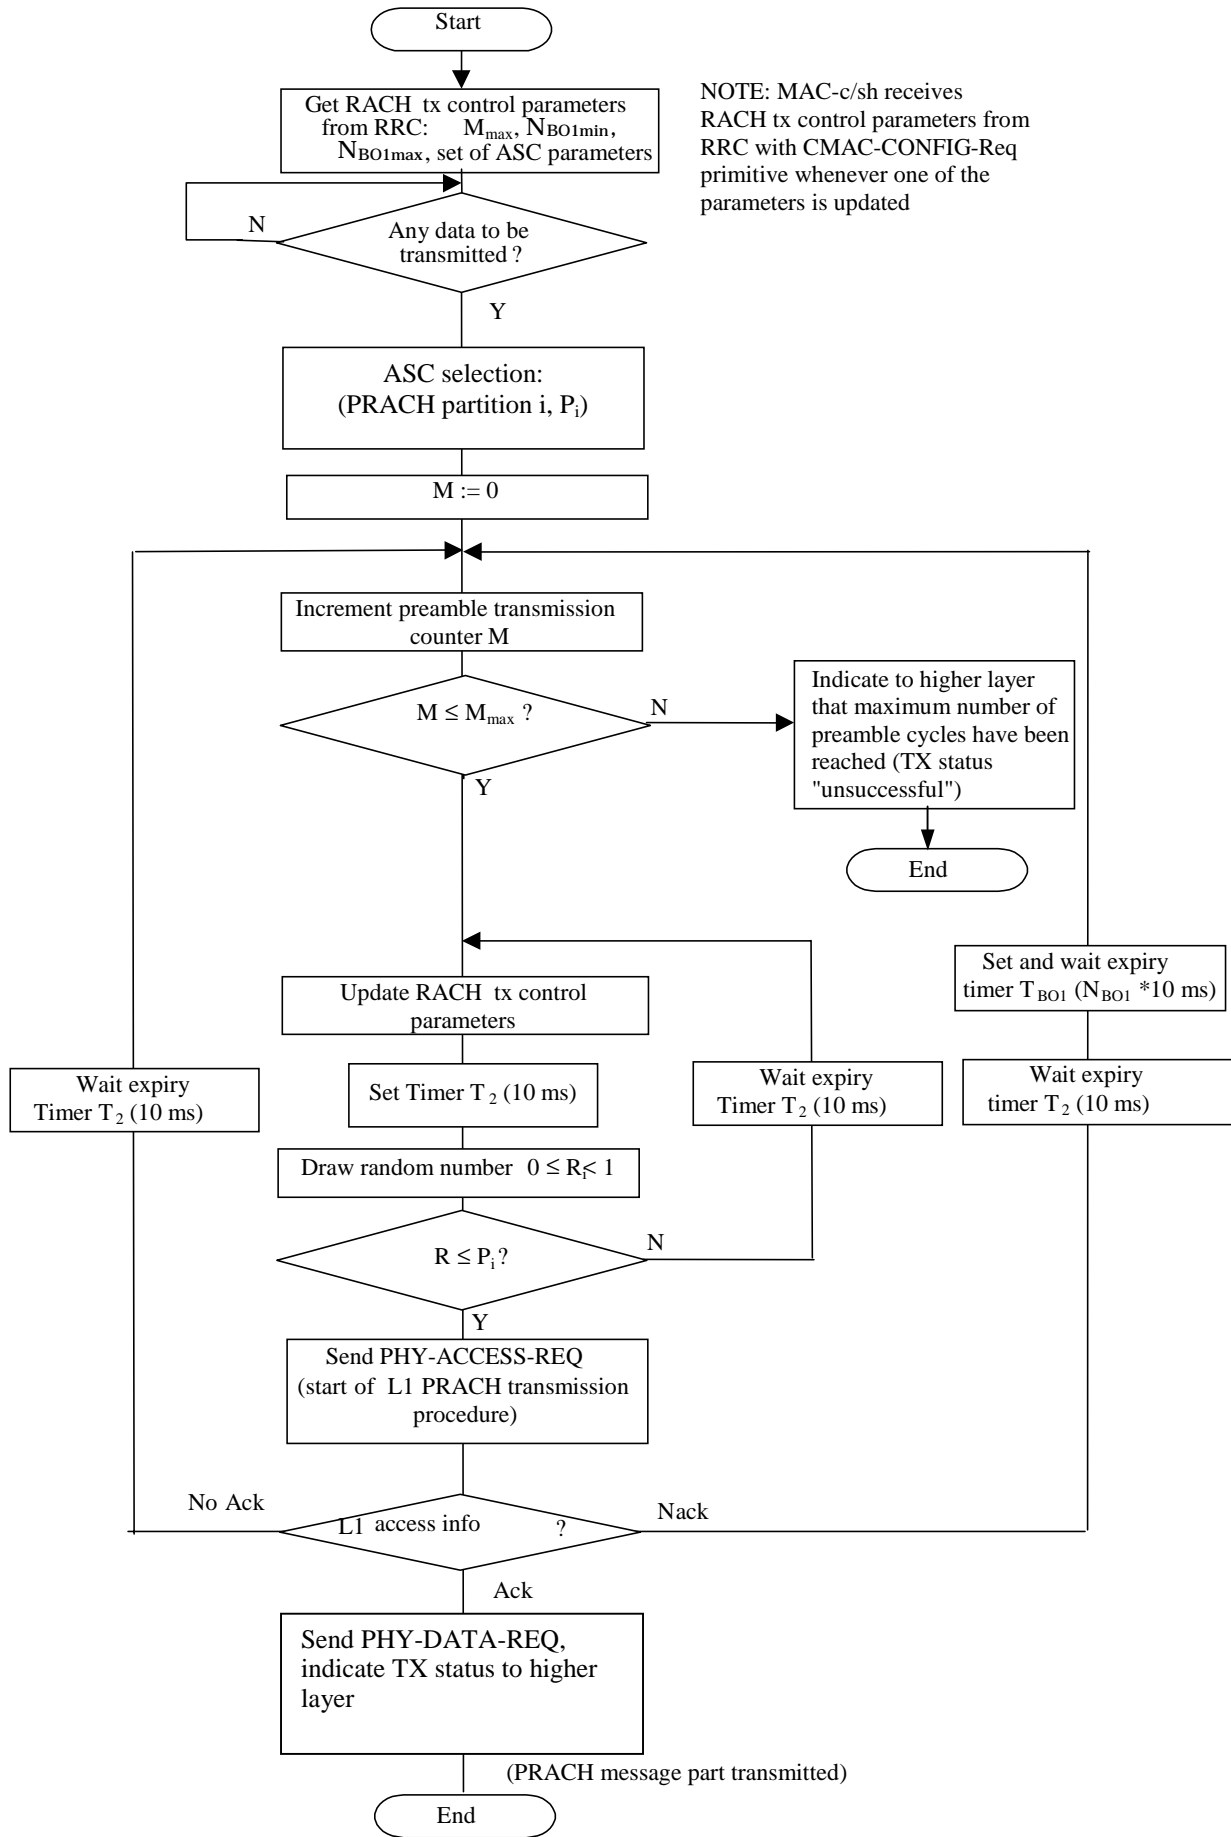 Start
Get RACH tx control parameters
from RRC: Mmax, NBO1min,
NBO1max, set of ASC parameters
NOTE: MAC-c/sh receives
RACH tx control parameters from
RRC with CMAC-CONFIG-Req
primitive whenever one of the
parameters is updated
N
Any data to be
transmitted ?
Y
ASC selection:
(PRACH partition i, Pi)
M := 0
Increment preamble transmission
counter M
M ≤ Mmax ?
N
Indicate to higher layer
that maximum number of
preamble cycles have been
reached (TX status
"unsuccessful")
Y
End
Set and wait expiry
timer TBO1 (NBO1 *10 ms)
Update RACH tx control
parameters
Wait expiry
Timer T2 (10 ms)
Set Timer T2 (10 ms)
Wait expiry
Timer T2 (10 ms)
Wait expiry
timer T2 (10 ms)
Draw random number 0 ≤ Ri< 1
R ≤ Pi?
N
Y
Send PHY-ACCESS-REQ
(start of L1 PRACH transmission
procedure)
No Ack
L1 access info ?
Nack
Ack
Send PHY-DATA-REQ,
indicate TX status to higher
layer
(PRACH message part transmitted)
End